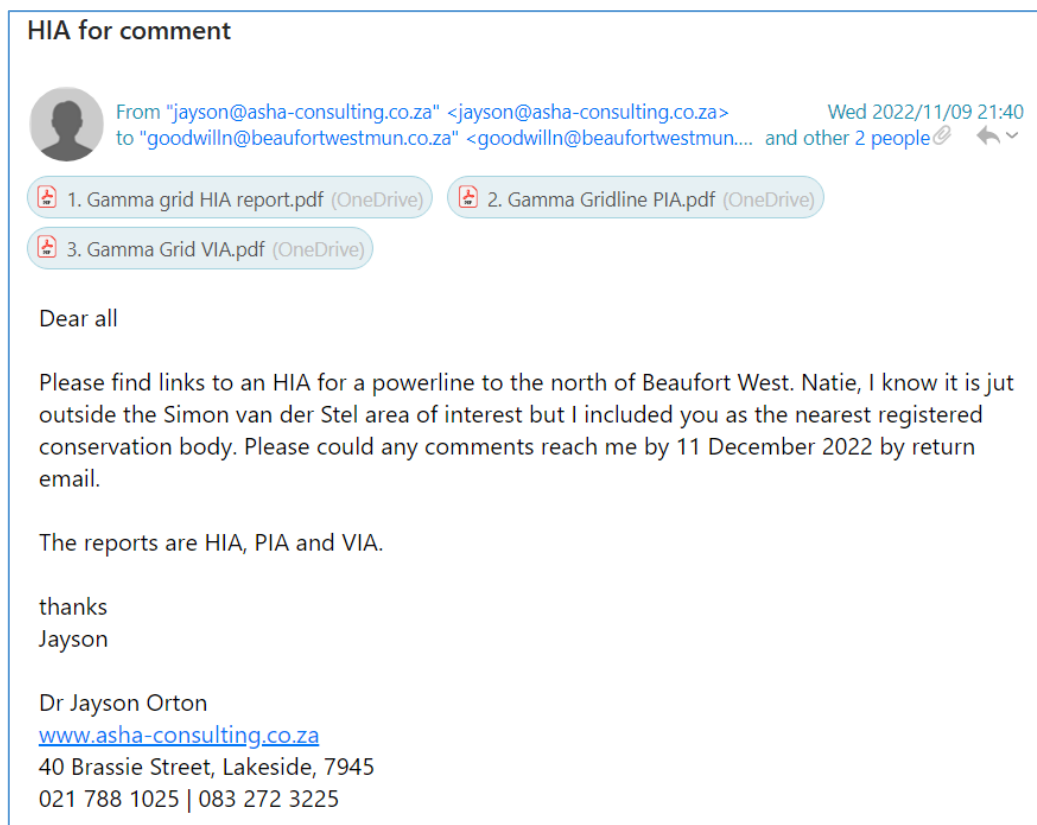 HIA for comment
From "jayson@asha-consulting.co.za" <jayson@asha-consulting.co.za> Wed 2022/11/09 21:40
to "goodwilln@beaufortwestmun.co.za" <goodwilln@beaufortwestmun.... and other 2 people
1. Gamma grid HIA report.pdf (OneDrive) 2. Gamma Gridline PIA.pdf (OneDrive)
3. Gamma Grid VIA.pdf (OneDrive)
Dear all
Please find links to an HIA for a powerline to the north of Beaufort West. Natie, I know it is jut
outside the Simon van der Stel area of interest but I included you as the nearest registered
conservation body. Please could any comments reach me by 11 December 2022 by return
email.
The reports are HIA, PIA and VIA.
thanks
Jayson
Dr Jayson Orton
www.asha-consulting.co.za
40 Brassie Street, Lakeside, 7945
021 788 1025 | 083 272 3225